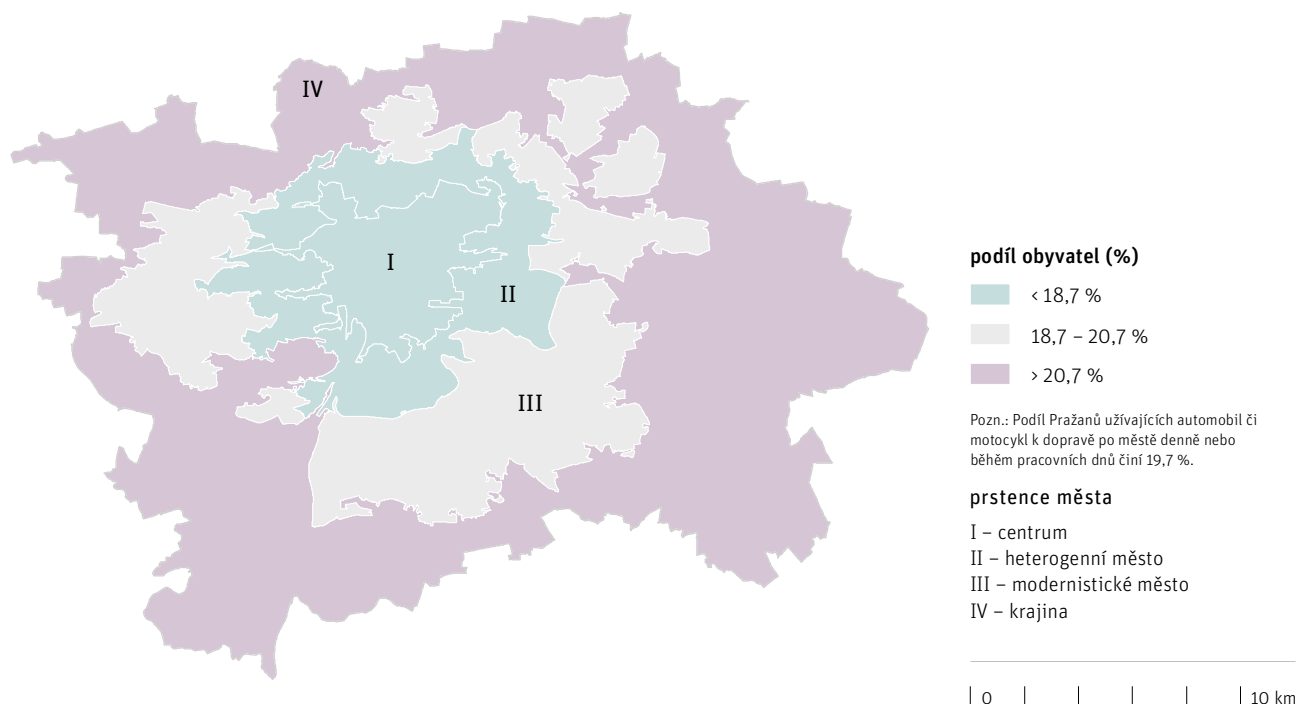 IV
I
II
III
podíl obyvatel (%)
< 18,7 %
18,7 – 20,7 %
> 20,7 %
Pozn.: Podíl Pražanů užívajících automobil či
motocykl k dopravě po městě denně nebo
během pracovních dnů činí 19,7 %.
prstence města
I – centrum
II – heterogenní město
III – modernistické město
IV – krajina
0 10 km